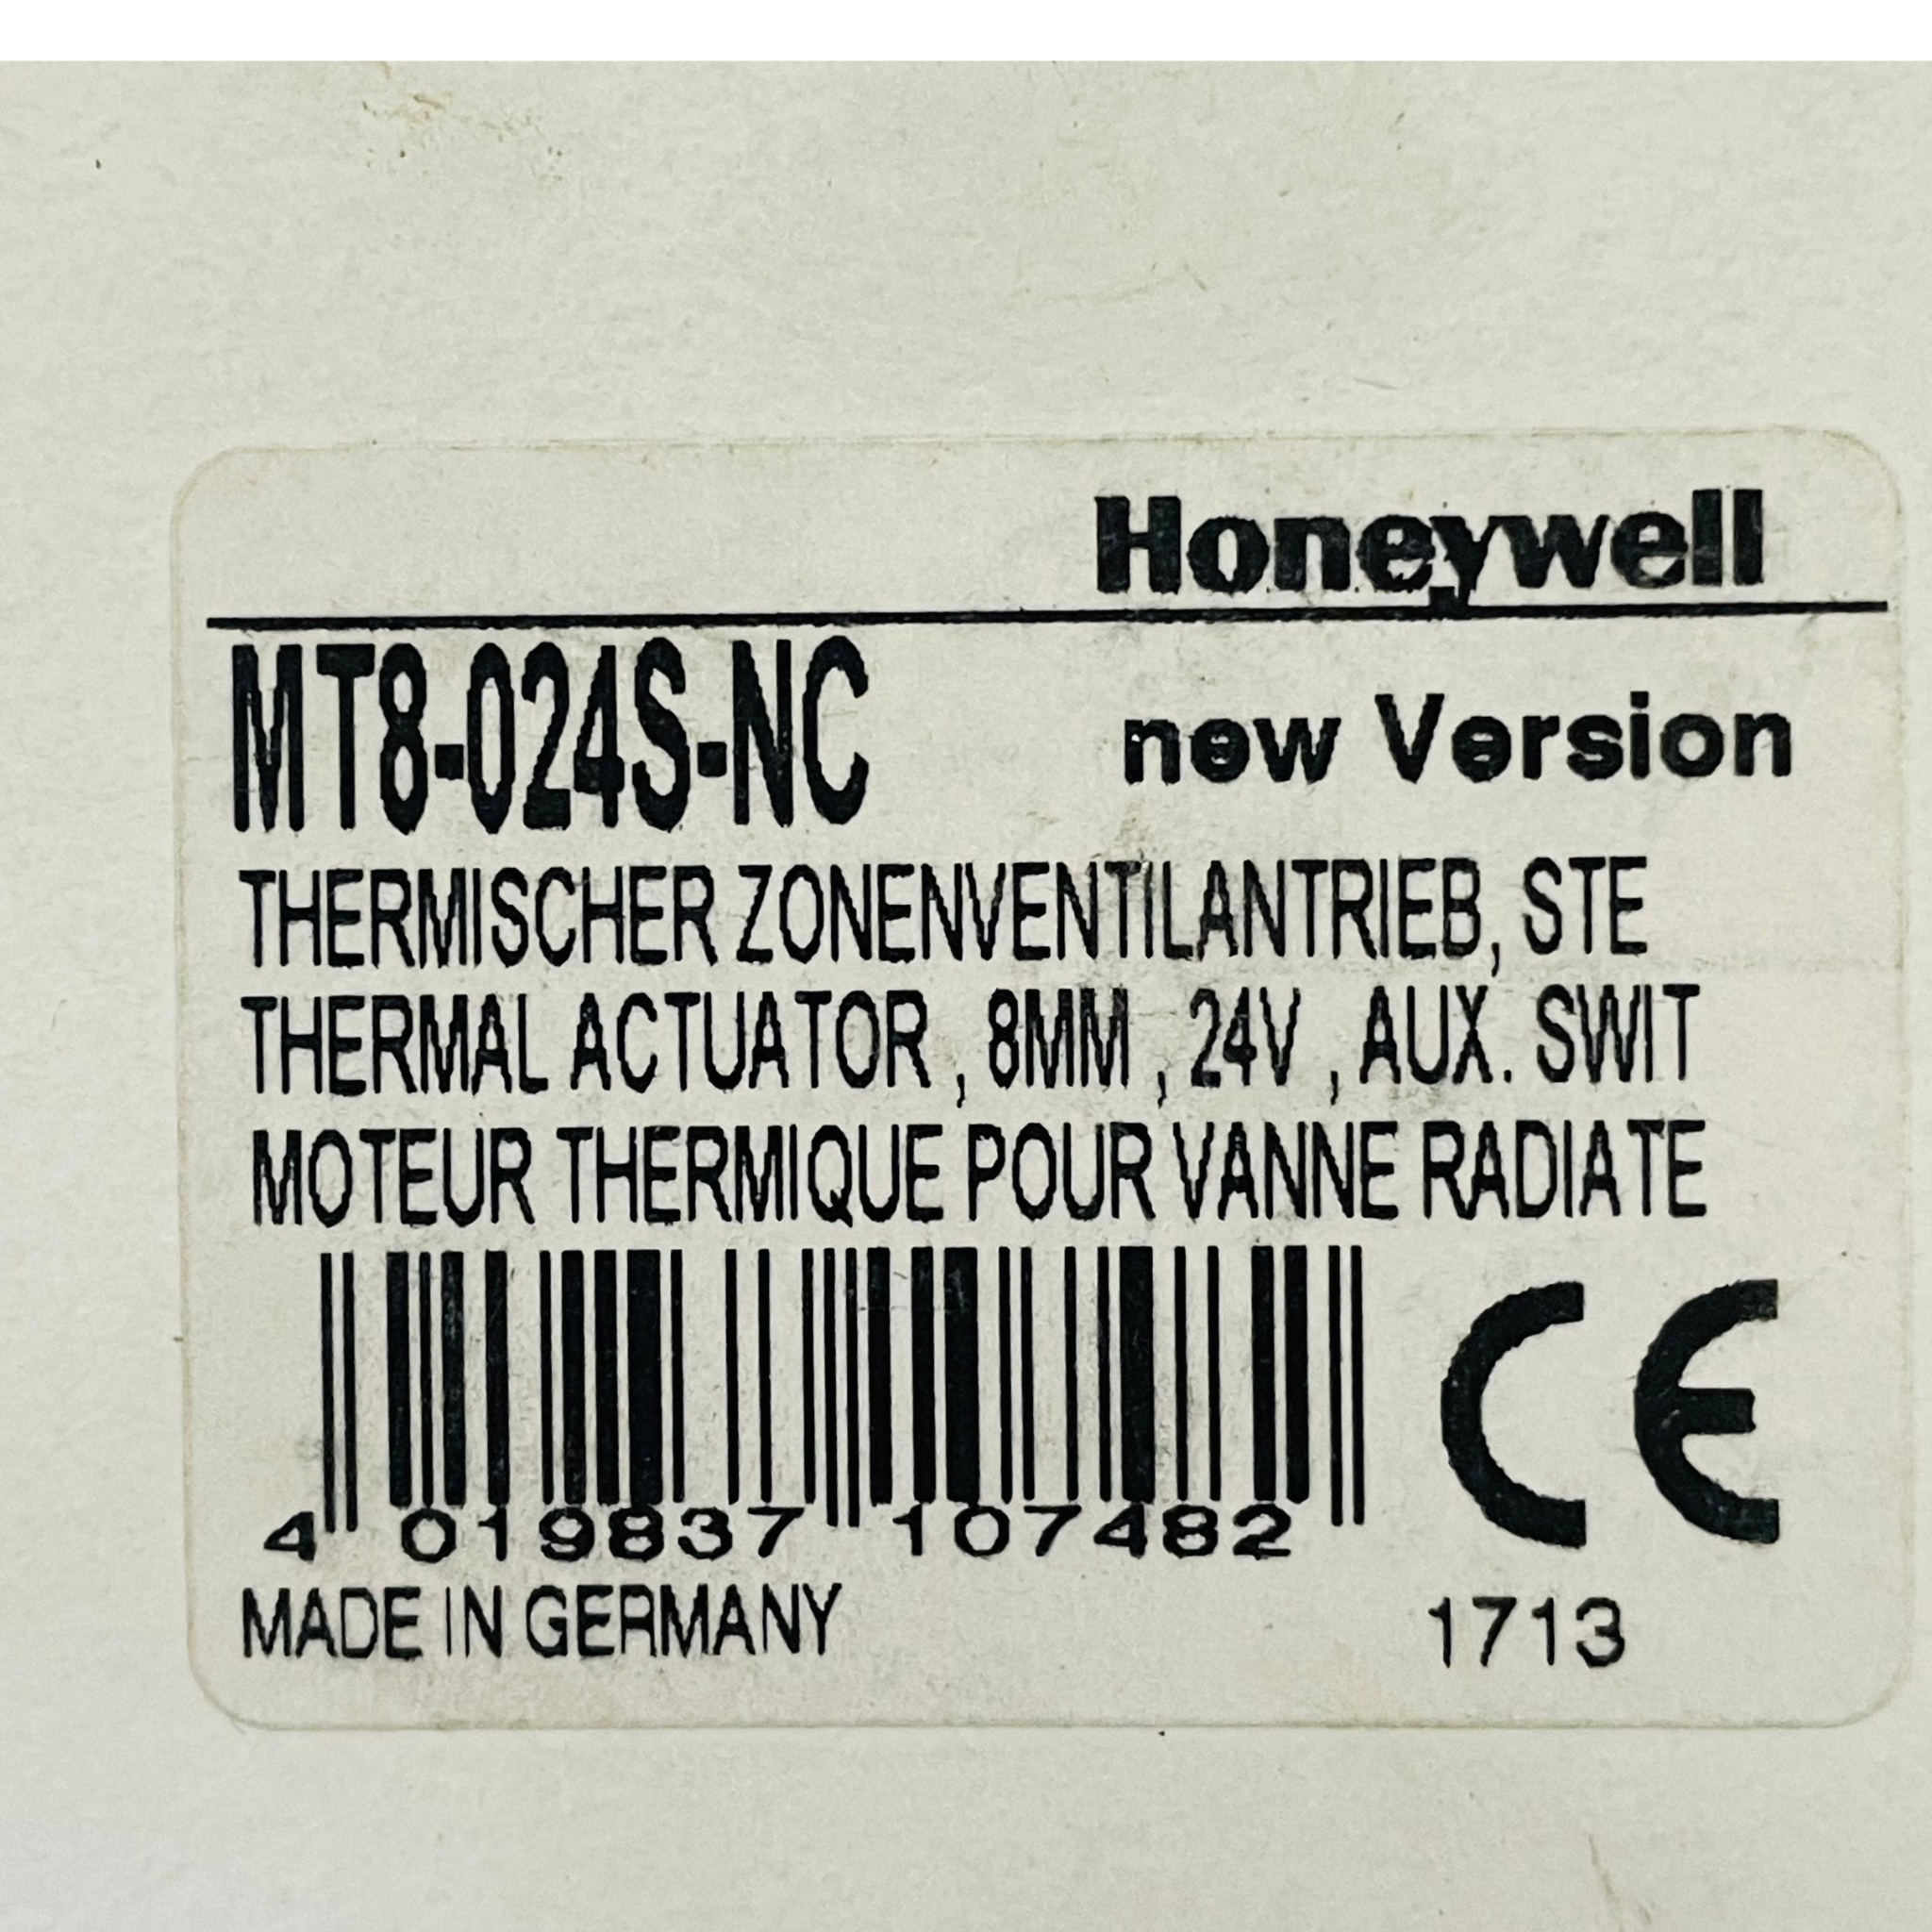 Honeywell
MT8-024S-NC new Version
THERMISCHER ZONENVENTILANTRIEB, STE
THERMAL ACTUATOR , 8MM , 24V , AUX. SWIT
MOTEUR THERMIQUE POUR VANNE RADIATE
4 019837 107482
CE
MADE IN GERMANY 1713